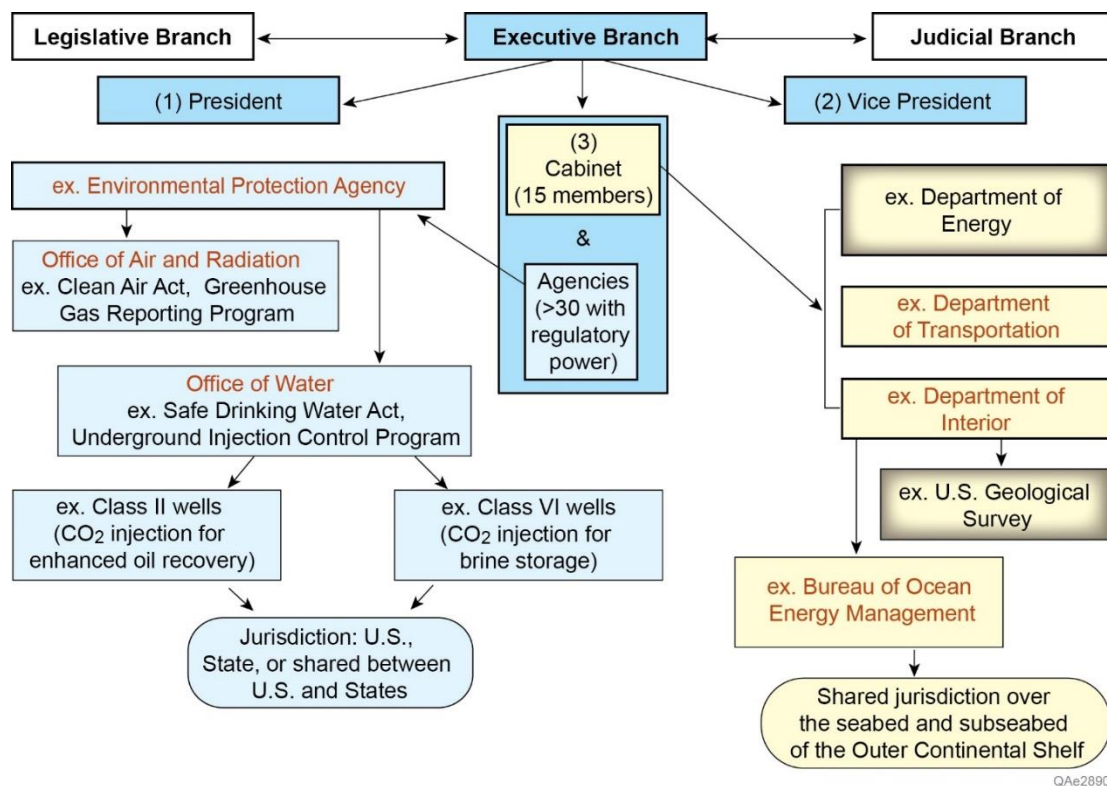 Legislative Branch
Executive Branch
Judicial Branch
(1) President
(2) Vice President
(3)
Cabinet
(15 members)
&
Agencies
(>30 with
regulatory
power)
ex. Environmental Protection Agency
Office of Air and Radiation
ex. Clean Air Act, Greenhouse
Gas Reporting Program
Office of Water
ex. Safe Drinking Water Act,
Underground Injection Control Program
ex. Class II wells
(CO2 injection for
enhanced oil recovery)
ex. Class VI wells
(CO2 injection for
brine storage)
Jurisdiction: U.S.,
State, or shared between
U.S. and States
ex. Department of
Energy
ex. Department
of Transportation
ex. Department of
Interior
ex. U.S. Geological
Survey
ex. Bureau of Ocean
Energy Management
Shared jurisdiction over
the seabed and subseabed
of the Outer Continental Shelf
QAe2890